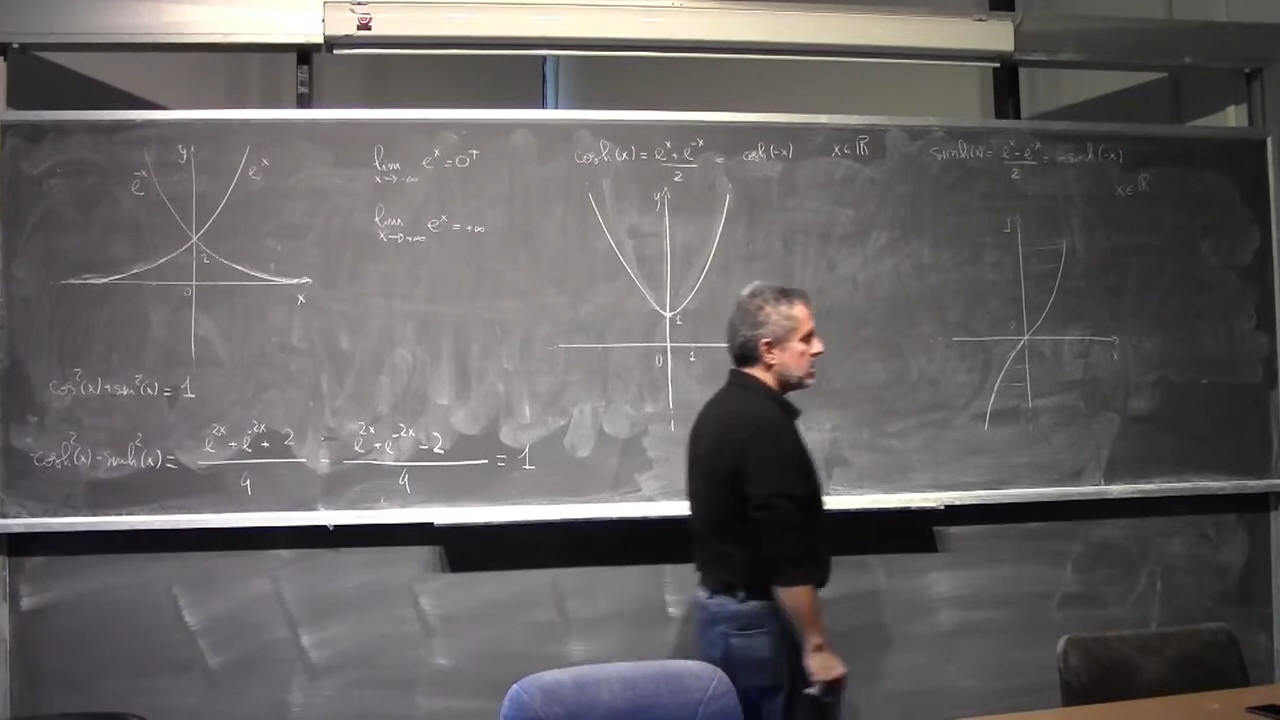 y
e^-x
e^x
1
0
x
lim x→-∞ e^x = 0^+
lim x→+∞ e^x = +∞
cosh(x) = (e^x + e^-x)/2 = cosh(-x) x∈ℝ
y
1
0 1
sinh(x) = (e^x - e^-x)/2 = -sinh(-x)
x∈ℝ
y
0
x
cos²(x) + sin²(x) = 1
cosh²(x) - sinh²(x) = (e^2x + e^-2x + 2)/4 - (e^2x + e^-2x - 2)/4 = 1